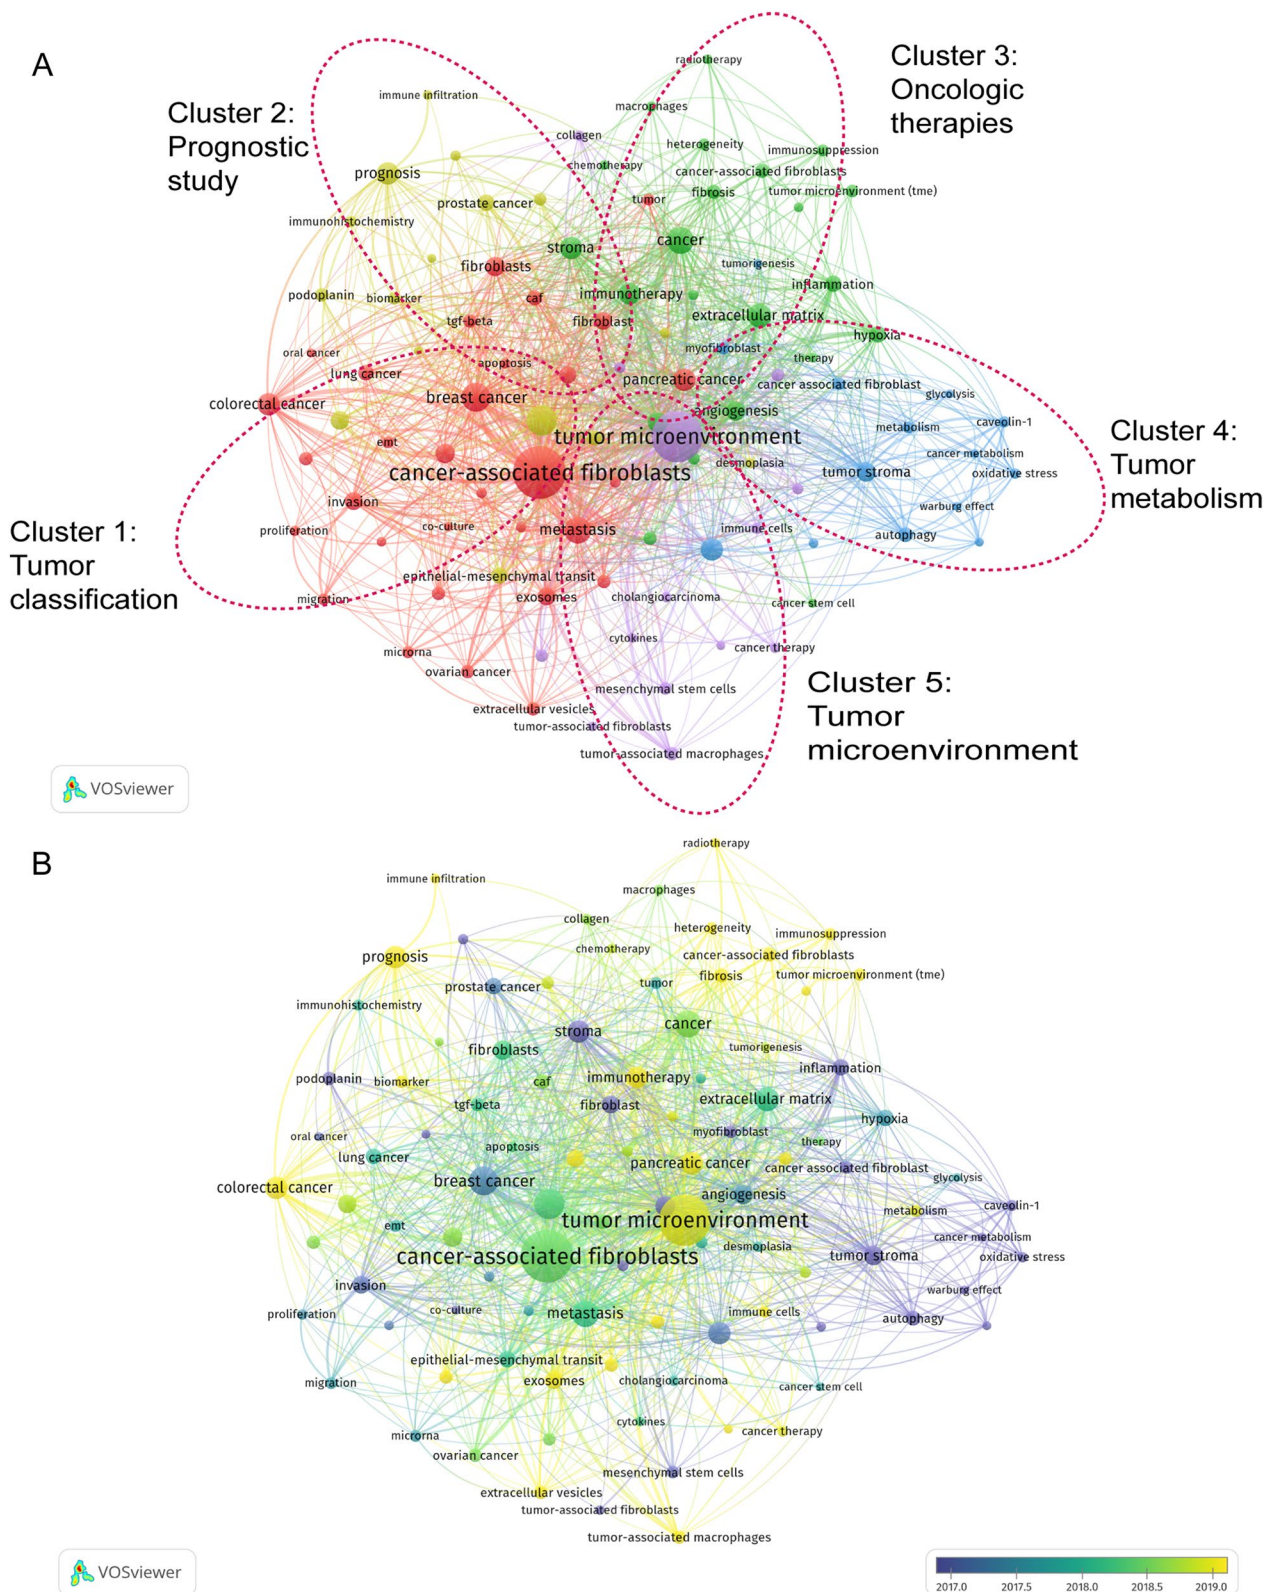 A
Cluster 2:
Prognostic
study
Cluster 3:
Oncologic
therapies
radiotherapy
immune infiltration
macrophages
collagen
heterogeneity
immunosuppression
chemotherapy
cancer-associated fibroblasts
prognosis
fibrosis
tumor microenvironment (tme)
prostate cancer
tumor
immunohistochemistry
stroma
cancer
fibroblasts
tumorigenesis
inflammation
podoplanin
biomarker
caf
immunotherapy
extracellular matrix
tgf-beta
fibroblast
hypoxia
myofibroblast
oral cancer
apoptosis
therapy
lung cancer
pancreatic cancer
cancer associated fibroblast
glycolysis
colorectal cancer
breast cancer
angiogenesis
caveolin-1
metabolism
emt
tumor microenvironment
cancer metabolism
desmoplasia
cancer-associated fibroblasts
tumor stroma
oxidative stress
Cluster 4:
Tumor
metabolism
invasion
warburg effect
proliferation
co-culture
metastasis
immune cells
autophagy
Cluster 1:
Tumor
classification
epithelial-mesenchymal transit
migration
exosomes
cholangiocarcinoma
cancer stem cell
cytokines
cancer therapy
microrna
ovarian cancer
mesenchymal stem cells
extracellular vesicles
tumor-associated fibroblasts
tumor-associated macrophages
Cluster 5:
Tumor
microenvironment
VOSviewer
B
radiotherapy
immune infiltration
macrophages
collagen
heterogeneity
immunosuppression
chemotherapy
cancer-associated fibroblasts
prognosis
fibrosis
tumor microenvironment (tme)
prostate cancer
tumor
immunohistochemistry
stroma
cancer
fibroblasts
tumorigenesis
inflammation
podoplanin
biomarker
caf
immunotherapy
extracellular matrix
tgf-beta
fibroblast
hypoxia
myofibroblast
oral cancer
apoptosis
therapy
lung cancer
pancreatic cancer
cancer associated fibroblast
glycolysis
colorectal cancer
breast cancer
angiogenesis
caveolin-1
metabolism
emt
tumor microenvironment
cancer metabolism
desmoplasia
cancer-associated fibroblasts
tumor stroma
oxidative stress
invasion
warburg effect
proliferation
co-culture
metastasis
immune cells
autophagy
epithelial-mesenchymal transit
migration
exosomes
cholangiocarcinoma
cancer stem cell
cytokines
cancer therapy
microrna
ovarian cancer
mesenchymal stem cells
extracellular vesicles
tumor-associated fibroblasts
tumor-associated macrophages
VOSviewer
2017.0 2017.5 2018.0 2018.5 2019.0